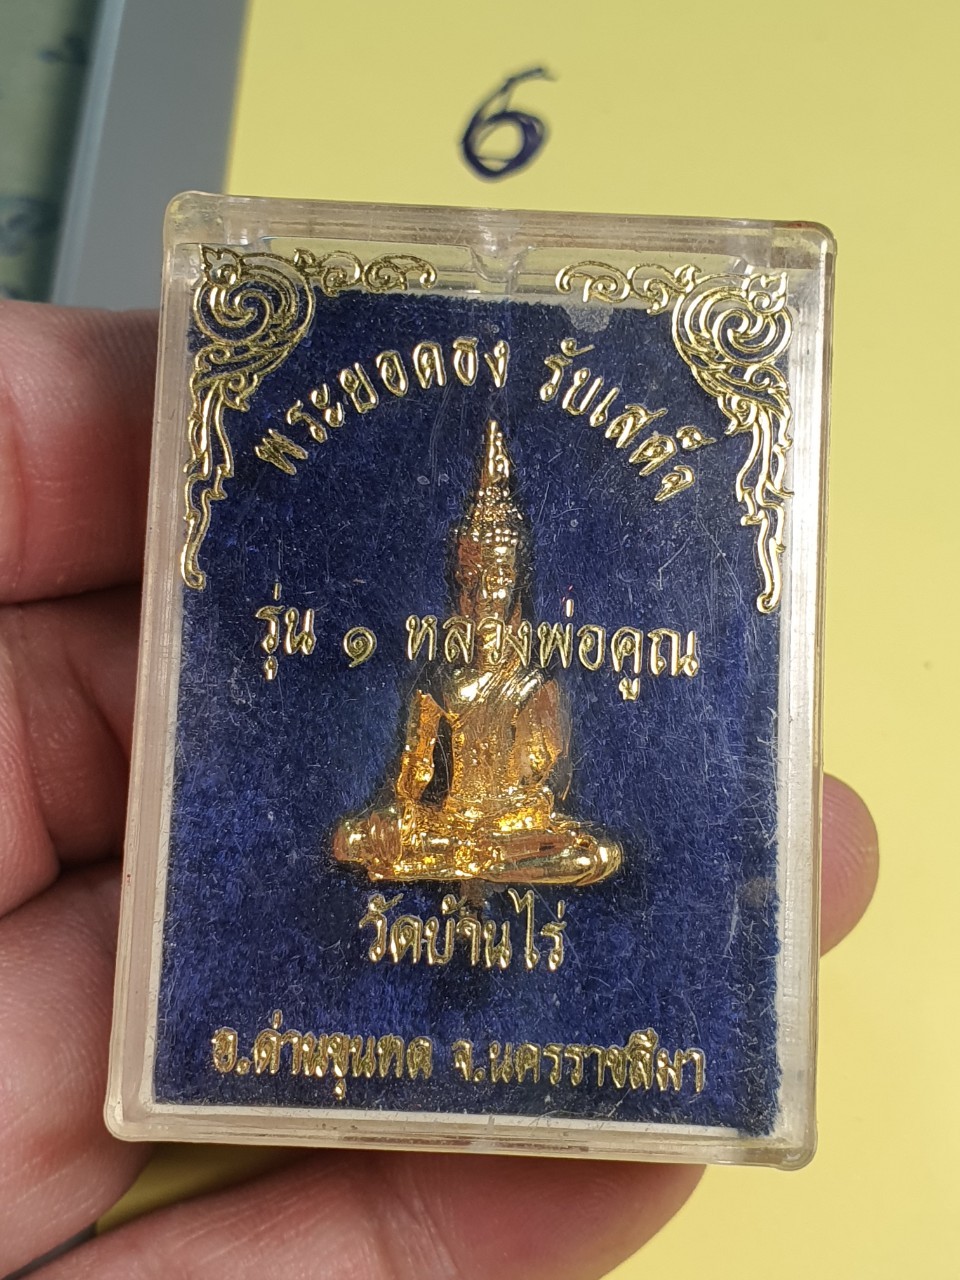 6
พระยอดธง รับเสด็จ
รุ่น ๑ หลวงพ่อคูณ
วัดบ้านไร่
อ.ด่านขุนทด จ.นครราชสีมา